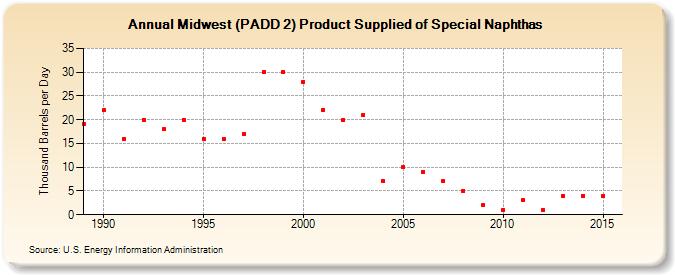 Annual Midwest (PADD 2) Product Supplied of Special Naphthas
Thousand Barrels per Day
35
30
25
20
15
10
5
0
1990 1995 2000 2005 2010 2015
Source: U.S. Energy Information Administration